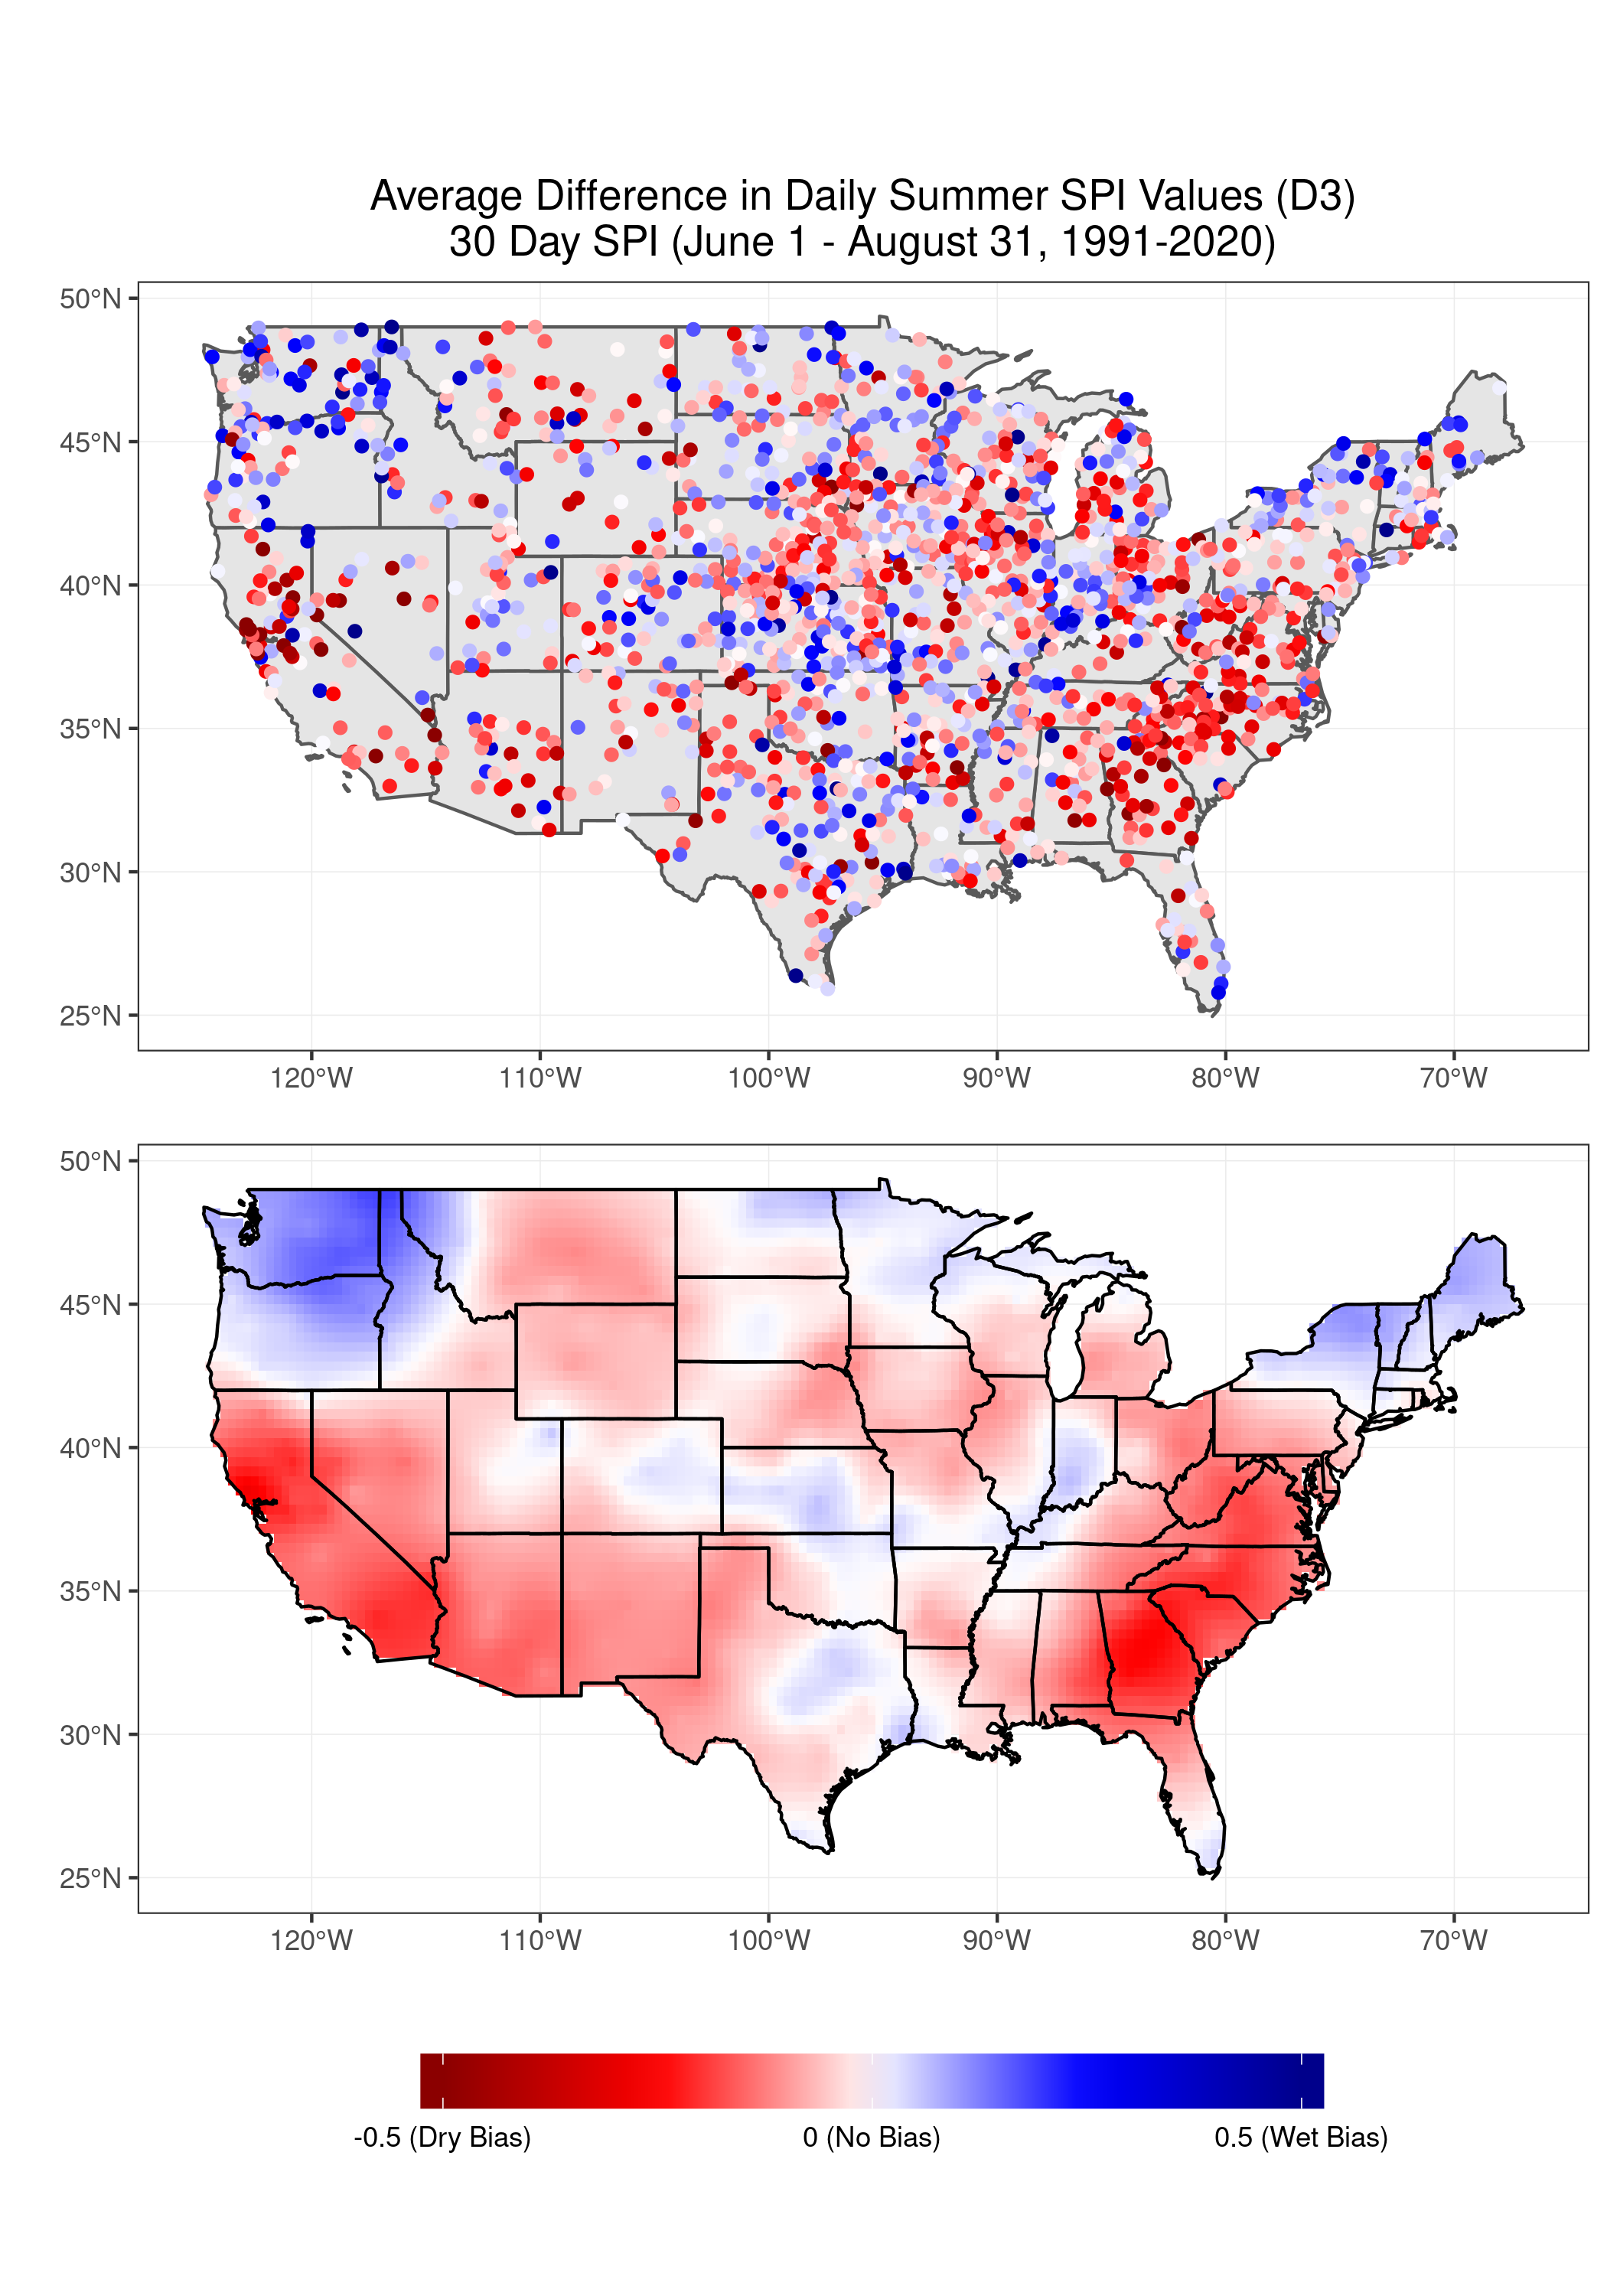 Average Difference in Daily Summer SPI Values (D3)
30 Day SPI (June 1 - August 31, 1991-2020)
50°N
45°N
40°N
35°N
30°N
25°N
120°W 110°W 100°W 90°W 80°W 70°W
50°N
45°N
40°N
35°N
30°N
25°N
120°W 110°W 100°W 90°W 80°W 70°W
-0.5 (Dry Bias) 0 (No Bias) 0.5 (Wet Bias)